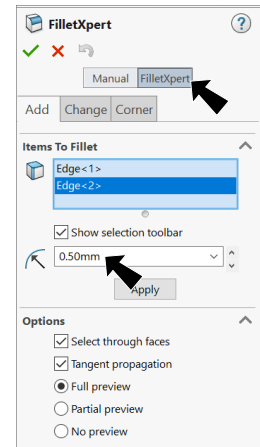 FilletXpert
Manual FilletXpert
Add Change Corner
Items To Fillet
Edge<1>
Edge<2>
Show selection toolbar
0.50mm
Apply
Options
Select through faces
Tangent propagation
Full preview
Partial preview
No preview